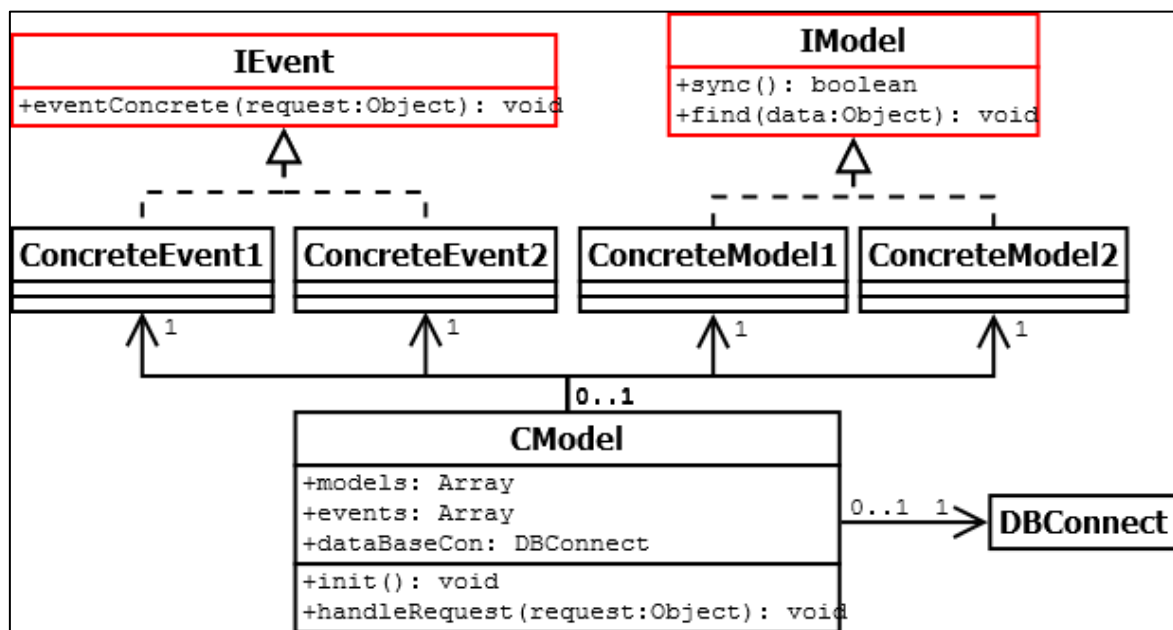 IEvent
+eventConcrete(request:Object): void
IModel
+sync(): boolean
+find(data:Object): void
ConcreteEvent1
ConcreteEvent2
ConcreteModel1
ConcreteModel2
1
1
1
1
0..1
CModel
+models: Array
+events: Array
+dataBaseCon: DBConnect
+init(): void
+handleRequest(request:Object): void
0..1 1
DBConnect